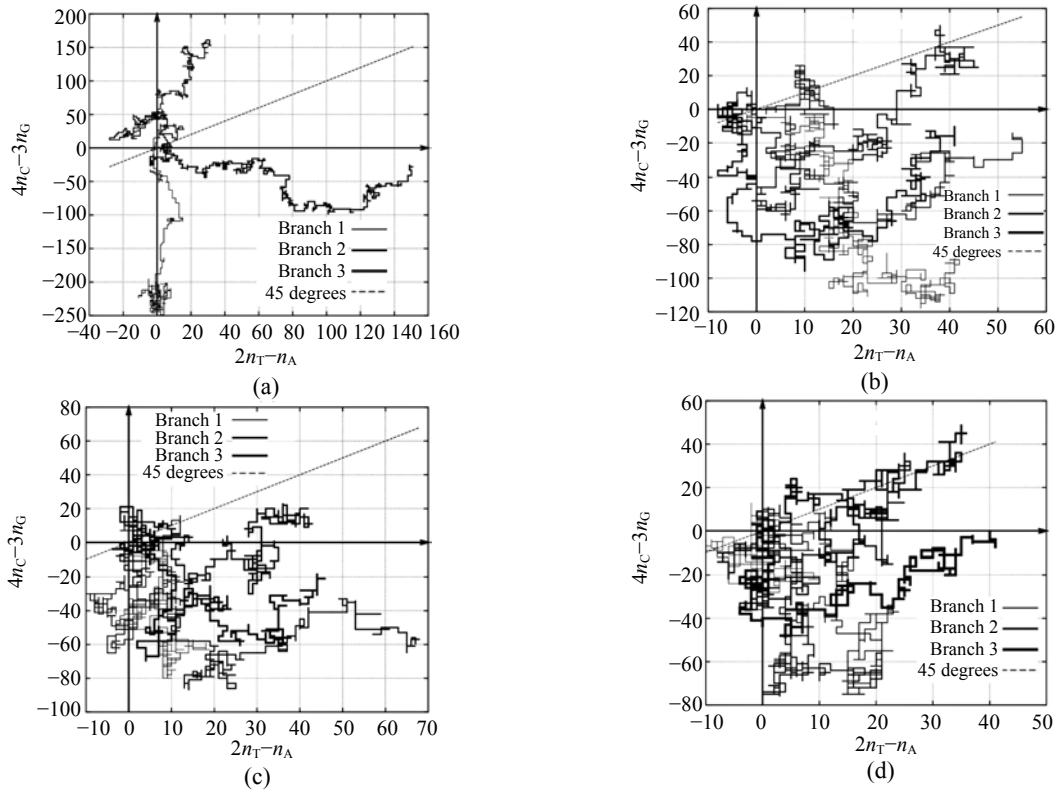 200
150
100
50
0
−50
−100
−150
−200
−250
4nC−3nG
Branch 1
Branch 2
Branch 3
45 degrees
−40 −20 0 20 40 60 80 100 120 140 160
2nT−nA
(a)
60
40
20
0
−20
−40
−60
−80
−100
−120
4nC−3nG
Branch 1
Branch 2
Branch 3
45 degrees
−10 0 10 20 30 40 50 60
2nT−nA
(b)
80
60
40
20
0
−20
−40
−60
−80
−100
4nC−3nG
Branch 1
Branch 2
Branch 3
45 degrees
−10 0 10 20 30 40 50 60 70
2nT−nA
(c)
60
40
20
0
−20
−40
−60
−80
4nC−3nG
Branch 1
Branch 2
Branch 3
45 degrees
−10 0 10 20 30 40 50
2nT−nA
(d)